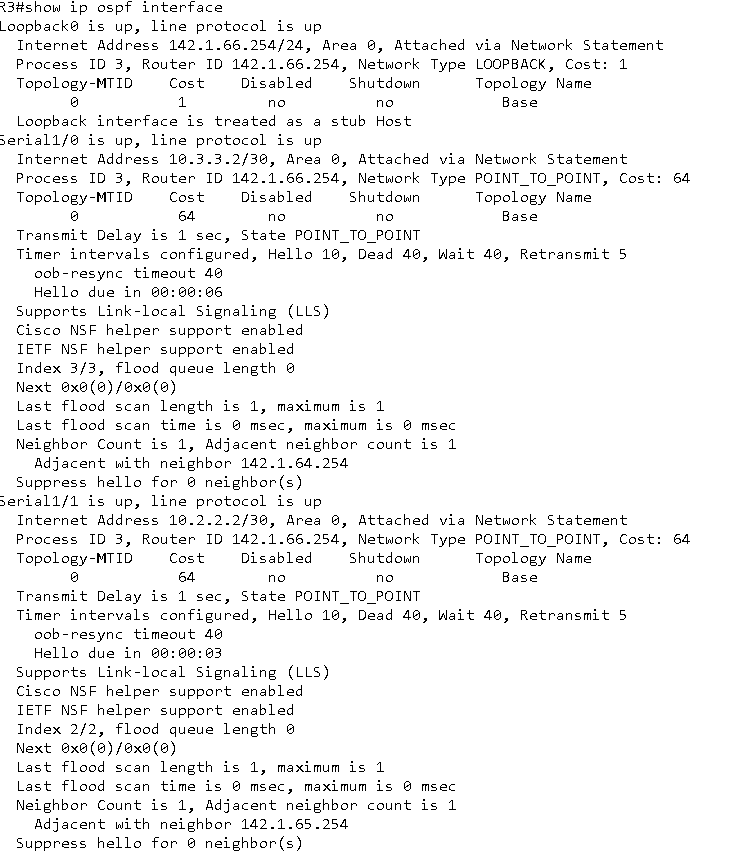 R3#show ip ospf interface
Loopback0 is up, line protocol is up
  Internet Address 142.1.66.254/24, Area 0, Attached via Network Statement
  Process ID 3, Router ID 142.1.66.254, Network Type LOOPBACK, Cost: 1
  Topology-MTID    Cost    Disabled    Shutdown      Topology Name
        0           1         no          no            Base
  Loopback interface is treated as a stub Host
Serial1/0 is up, line protocol is up
  Internet Address 10.3.3.2/30, Area 0, Attached via Network Statement
  Process ID 3, Router ID 142.1.66.254, Network Type POINT_TO_POINT, Cost: 64
  Topology-MTID    Cost    Disabled    Shutdown      Topology Name
        0           64        no          no            Base
  Transmit Delay is 1 sec, State POINT_TO_POINT
  Timer intervals configured, Hello 10, Dead 40, Wait 40, Retransmit 5
    oob-resync timeout 40
    Hello due in 00:00:06
  Supports Link-local Signaling (LLS)
  Cisco NSF helper support enabled
  IETF NSF helper support enabled
  Index 3/3, flood queue length 0
  Next 0x0(0)/0x0(0)
  Last flood scan length is 1, maximum is 1
  Last flood scan time is 0 msec, maximum is 0 msec
  Neighbor Count is 1, Adjacent neighbor count is 1
    Adjacent with neighbor 142.1.64.254
  Suppress hello for 0 neighbor(s)
Serial1/1 is up, line protocol is up
  Internet Address 10.2.2.2/30, Area 0, Attached via Network Statement
  Process ID 3, Router ID 142.1.66.254, Network Type POINT_TO_POINT, Cost: 64
  Topology-MTID    Cost    Disabled    Shutdown      Topology Name
        0           64        no          no            Base
  Transmit Delay is 1 sec, State POINT_TO_POINT
  Timer intervals configured, Hello 10, Dead 40, Wait 40, Retransmit 5
    oob-resync timeout 40
    Hello due in 00:00:03
  Supports Link-local Signaling (LLS)
  Cisco NSF helper support enabled
  IETF NSF helper support enabled
  Index 2/2, flood queue length 0
  Next 0x0(0)/0x0(0)
  Last flood scan length is 1, maximum is 1
  Last flood scan time is 0 msec, maximum is 0 msec
  Neighbor Count is 1, Adjacent neighbor count is 1
    Adjacent with neighbor 142.1.65.254
  Suppress hello for 0 neighbor(s)